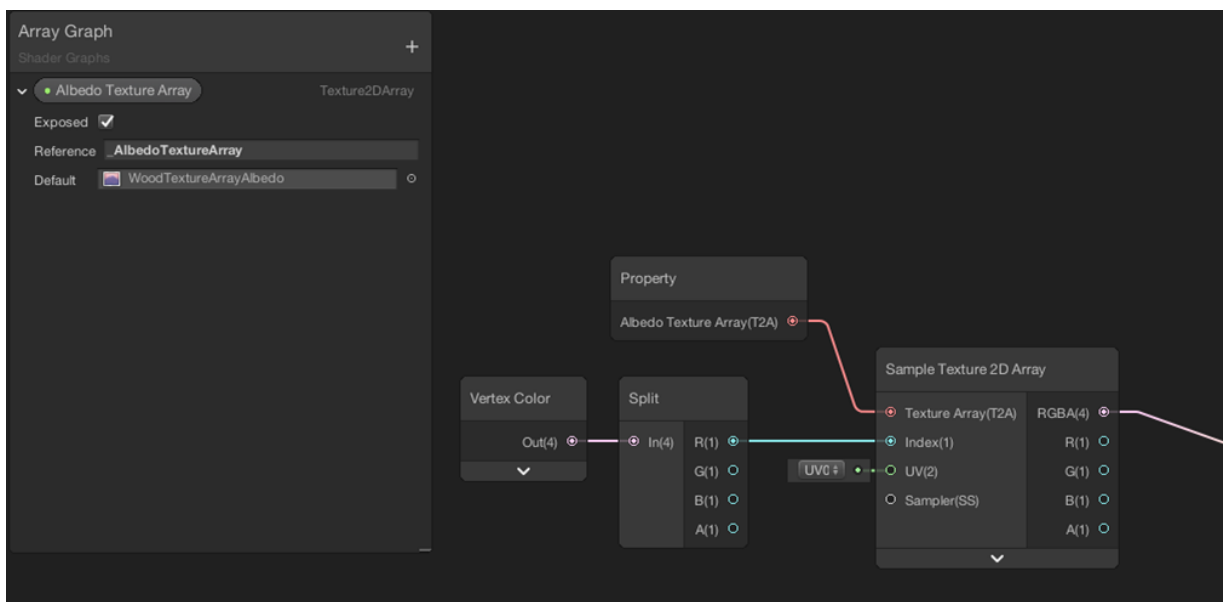 Array Graph
Shader Graphs
Albedo Texture Array Texture2DArray
Exposed
Reference _AlbedoTextureArray
Default WoodTextureArrayAlbedo
Property
Albedo Texture Array(T2A)
Vertex Color
Out(4)
Split
In(4) R(1)
G(1)
B(1)
A(1)
Sample Texture 2D Array
Texture Array(T2A) RGBA(4)
Index(1) R(1)
UV0 UV(2) G(1)
Sampler(SS) B(1)
A(1)